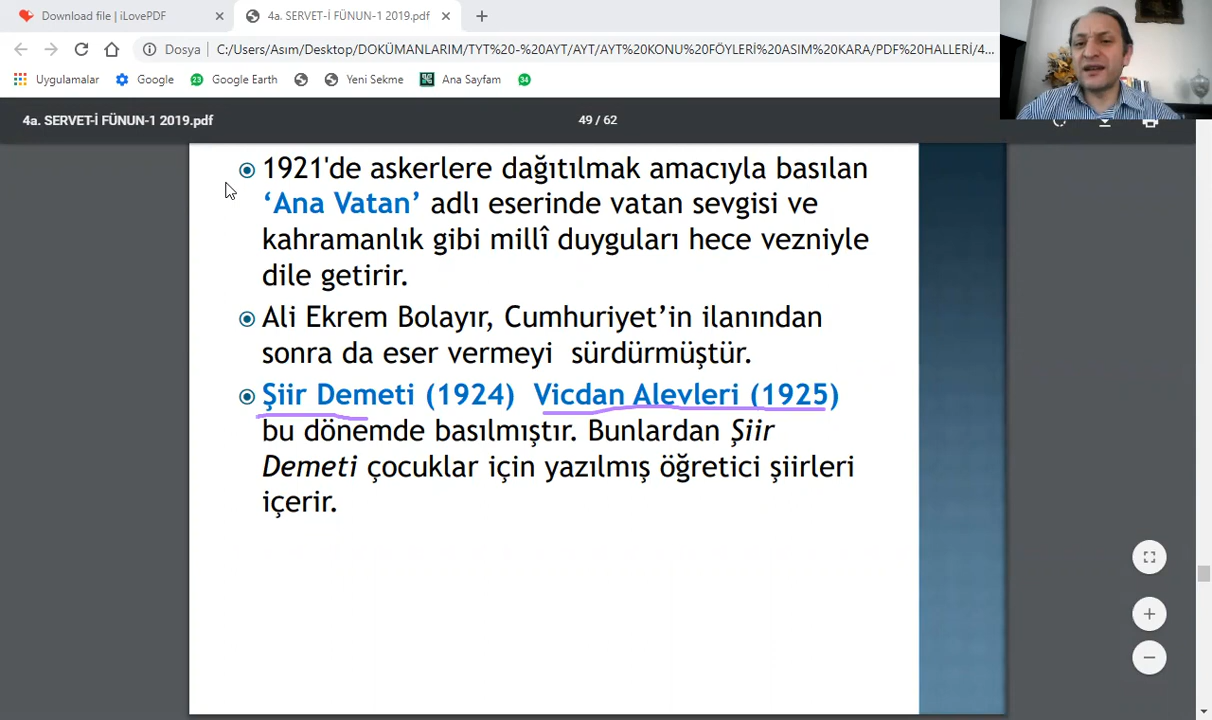 Download file | iLovePDF
4a. SERVET-İ FÜNUN-1 2019.pdf
Dosya
C:/Users/Asım/Desktop/DOKÜMANLARIM/TYT%20-%20AYT/AYT/AYT%20KONU%20FÖYLERİ%20ASIM%20KARA/PDF%20HALLERİ/4...
Uygulamalar
Google
23
Google Earth
Yeni Sekme
Ana Sayfam
34
4a. SERVET-İ FÜNUN-1 2019.pdf
49 / 62
1921'de askerlere dağıtılmak amacıyla basılan
‘Ana Vatan’ adlı eserinde vatan sevgisi ve
kahramanlık gibi millî duyguları hece vezniyle
dile getirir.
Ali Ekrem Bolayır, Cumhuriyet’in ilanından
sonra da eser vermeyi sürdürmüştür.
Şiir Demeti (1924) Vicdan Alevleri (1925)
bu dönemde basılmıştır. Bunlardan Şiir
Demeti çocuklar için yazılmış öğretici şiirleri
içerir.